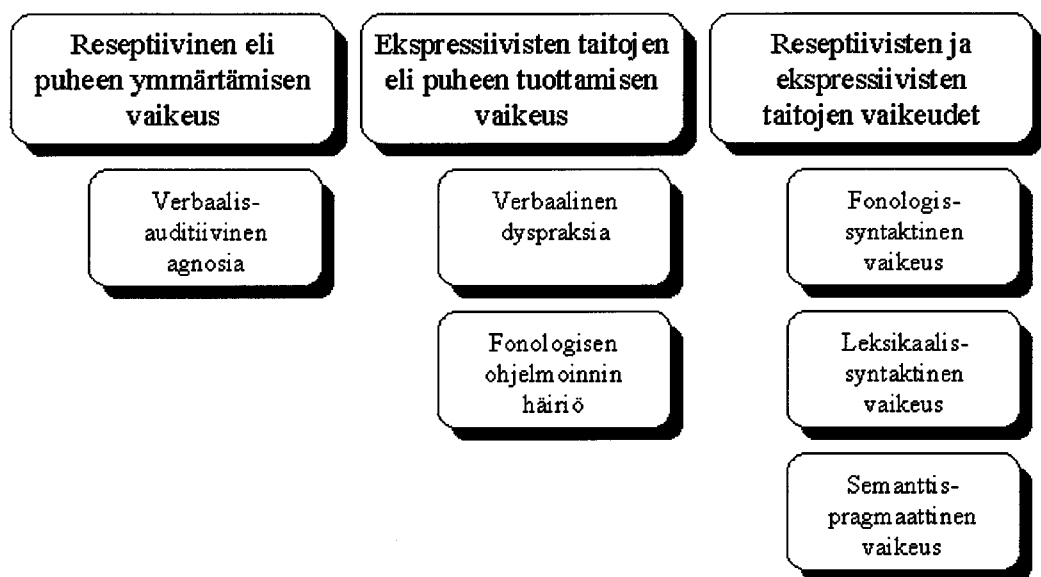 Reseptiivinen eli
puheen ymmärtämisen
vaikeus
Verbaalis-
auditiivinen
agnosia
Ekspressiivisten taitojen
eli puheen tuottamisen
vaikeus
Verbaalinen
dyspraksia
Fonologisen
ohjelmoinnin
häiriö
Reseptiivisten ja
ekspressiivisten
taitojen vaikeudet
Fonologis-
syntaktinen
vaikeus
Leksikaalis-
syntaktinen
vaikeus
Semanttis-
pragmaattinen
vaikeus